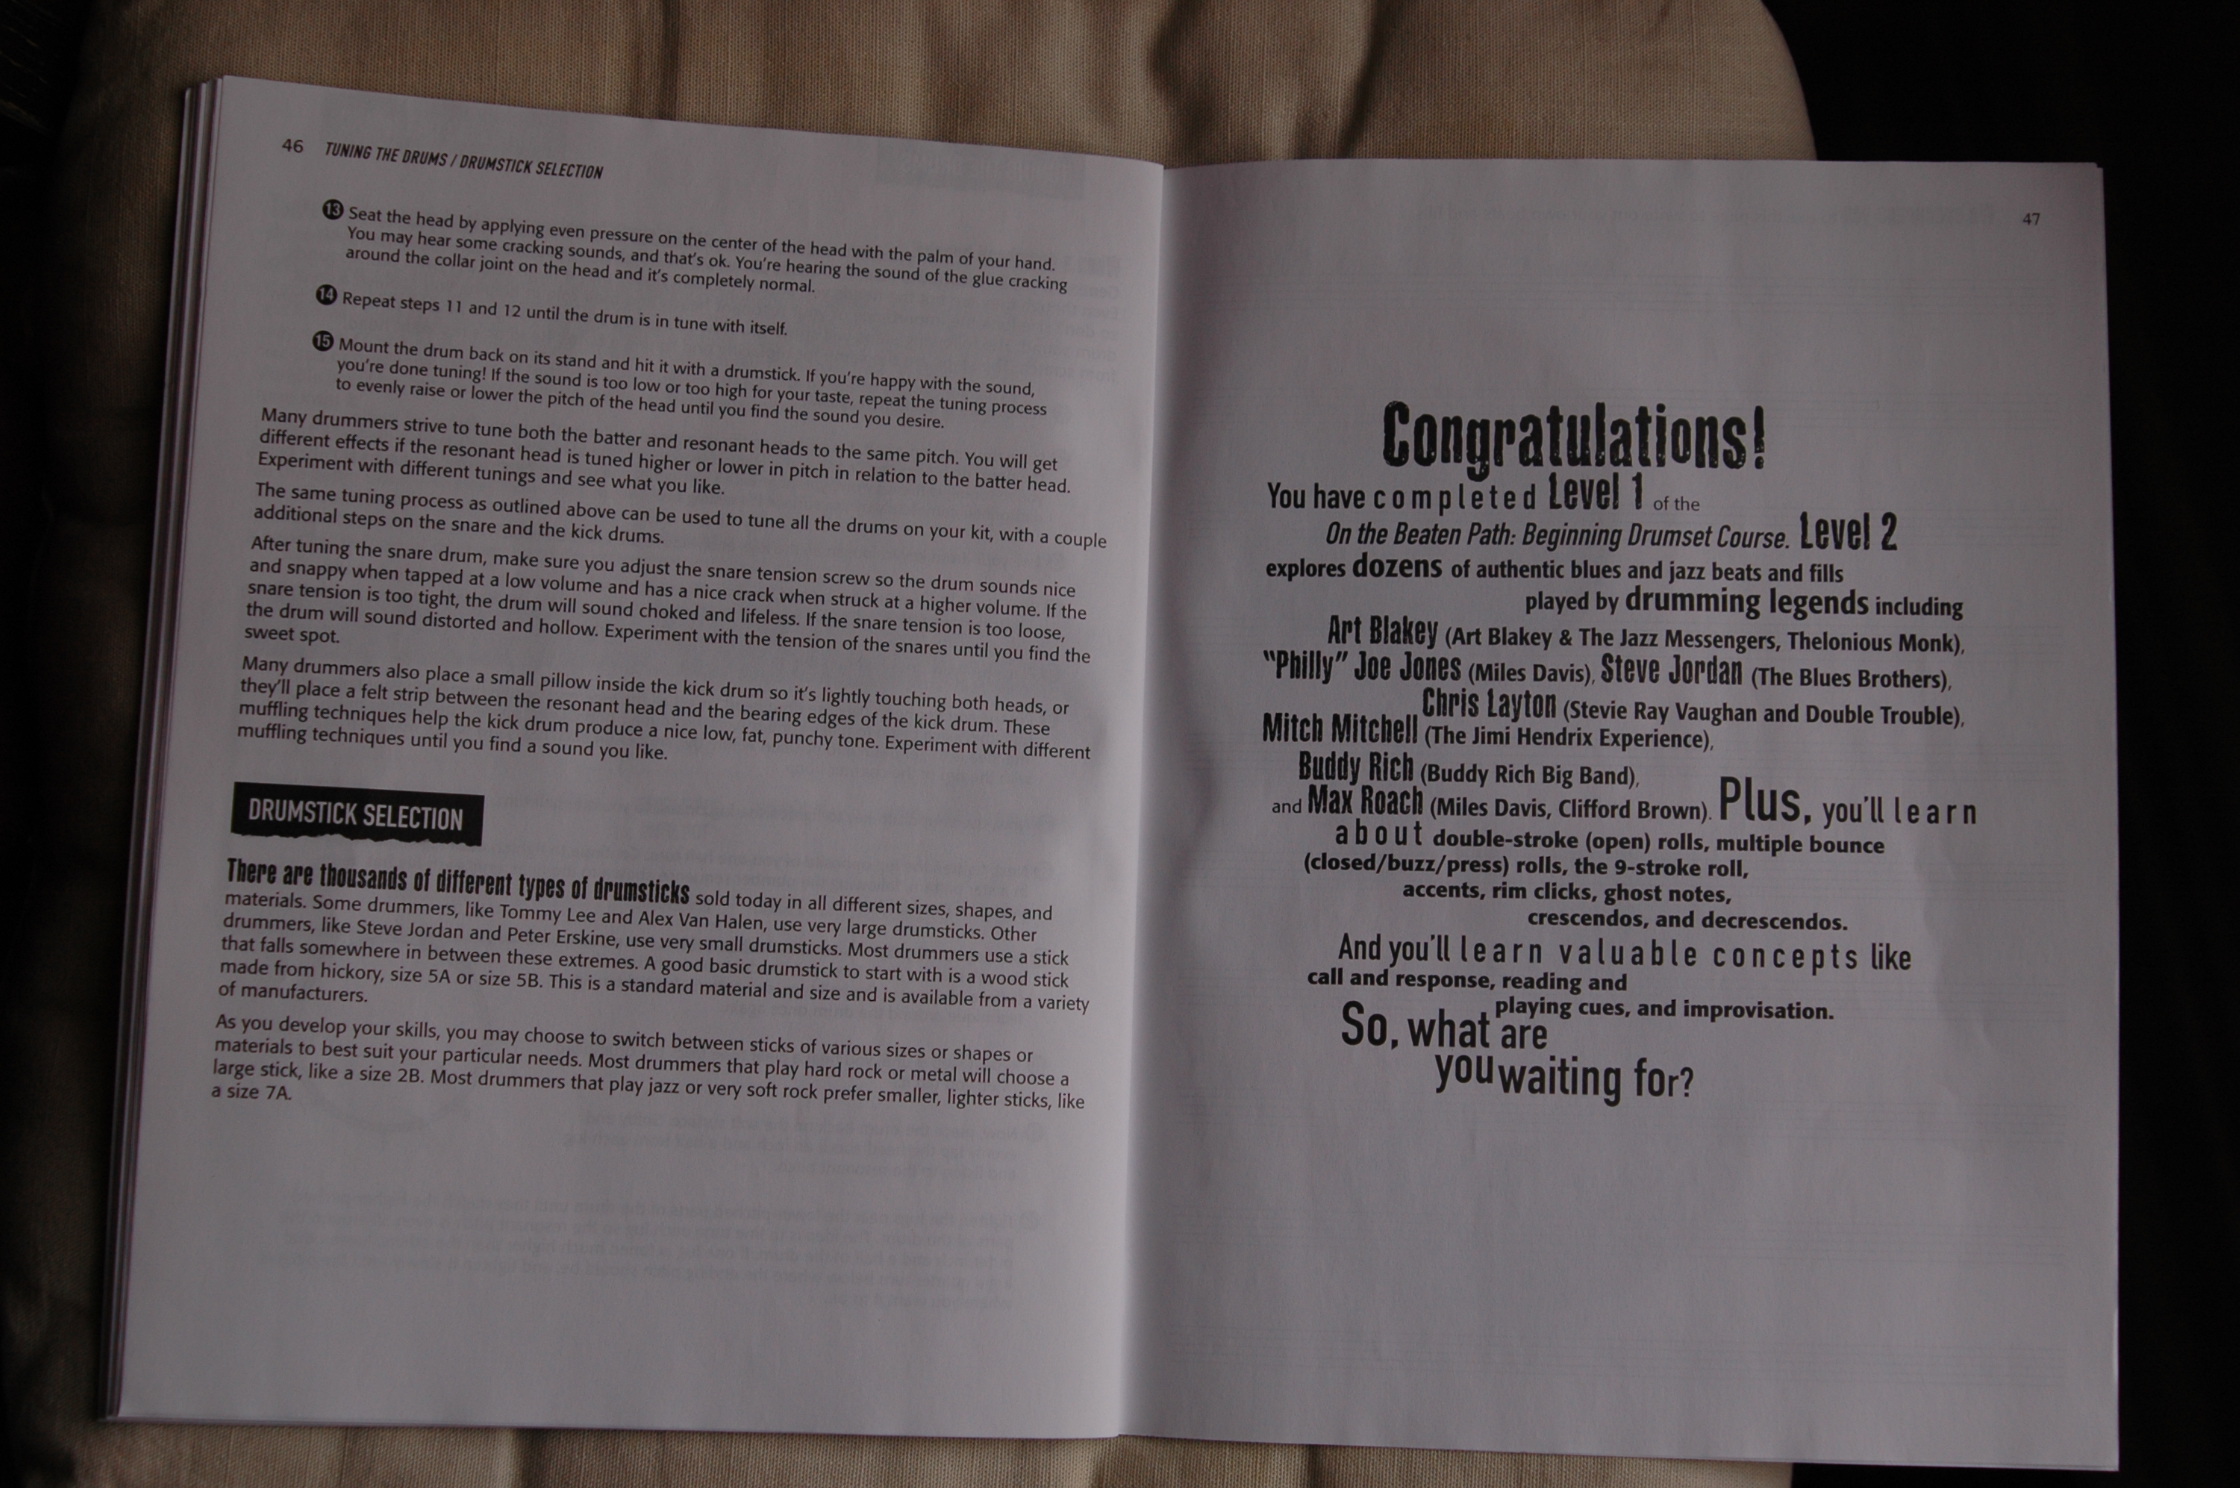 46 TUNING THE DRUMS / DRUMSTICK SELECTION
13 Seat the head by applying even pressure on the center of the head with the palm of your hand.
You may hear some cracking sounds, and that's ok. You're hearing the sound of the glue cracking
around the collar joint on the head and it's completely normal.
14 Repeat steps 11 and 12 until the drum is in tune with itself.
15 Mount the drum back on its stand and hit it with a drumstick. If you're happy with the sound,
you're done tuning! If the sound is too low or too high for your taste, repeat the tuning process
to evenly raise or lower the pitch of the head until you find the sound you desire.
Many drummers strive to tune both the batter and resonant heads to the same pitch. You will get
different effects if the resonant head is tuned higher or lower in pitch in relation to the batter head.
Experiment with different tunings and see what you like.
The same tuning process as outlined above can be used to tune all the drums on your kit, with a couple
additional steps on the snare and the kick drums.
After tuning the snare drum, make sure you adjust the snare tension screw so the drum sounds nice
and snappy when tapped at a low volume and has a nice crack when struck at a higher volume. If the
snare tension is too tight, the drum will sound choked and lifeless. If the snare tension is too loose,
the drum will sound distorted and hollow. Experiment with the tension of the snares until you find the
sweet spot.
Many drummers also place a small pillow inside the kick drum so it's lightly touching both heads, or
they'll place a felt strip between the resonant head and the bearing edges of the kick drum. These
muffling techniques help the kick drum produce a nice low, fat, punchy tone. Experiment with different
muffling techniques until you find a sound you like.
DRUMSTICK SELECTION
There are thousands of different types of drumsticks sold today in all different sizes, shapes, and
materials. Some drummers, like Tommy Lee and Alex Van Halen, use very large drumsticks. Other
drummers, like Steve Jordan and Peter Erskine, use very small drumsticks. Most drummers use a stick
that falls somewhere in between these extremes. A good basic drumstick to start with is a wood stick
made from hickory, size 5A or size 5B. This is a standard material and size and is available from a variety
of manufacturers.
As you develop your skills, you may choose to switch between sticks of various sizes or shapes or
materials to best suit your particular needs. Most drummers that play hard rock or metal will choose a
large stick, like a size 2B. Most drummers that play jazz or very soft rock prefer smaller, lighter sticks, like
a size 7A.
47
Congratulations!
You have completed Level 1 of the
On the Beaten Path: Beginning Drumset Course. Level 2
explores dozens of authentic blues and jazz beats and fills
played by drumming legends including
Art Blakey (Art Blakey & The Jazz Messengers, Thelonious Monk),
"Philly" Joe Jones (Miles Davis), Steve Jordan (The Blues Brothers),
Chris Layton (Stevie Ray Vaughan and Double Trouble),
Mitch Mitchell (The Jimi Hendrix Experience),
Buddy Rich (Buddy Rich Big Band),
and Max Roach (Miles Davis, Clifford Brown). Plus, you'll learn
about double-stroke (open) rolls, multiple bounce
(closed/buzz/press) rolls, the 9-stroke roll,
accents, rim clicks, ghost notes,
crescendos, and decrescendos.
And you'll learn valuable concepts like
call and response, reading and
playing cues, and improvisation.
So, what are
you waiting for?